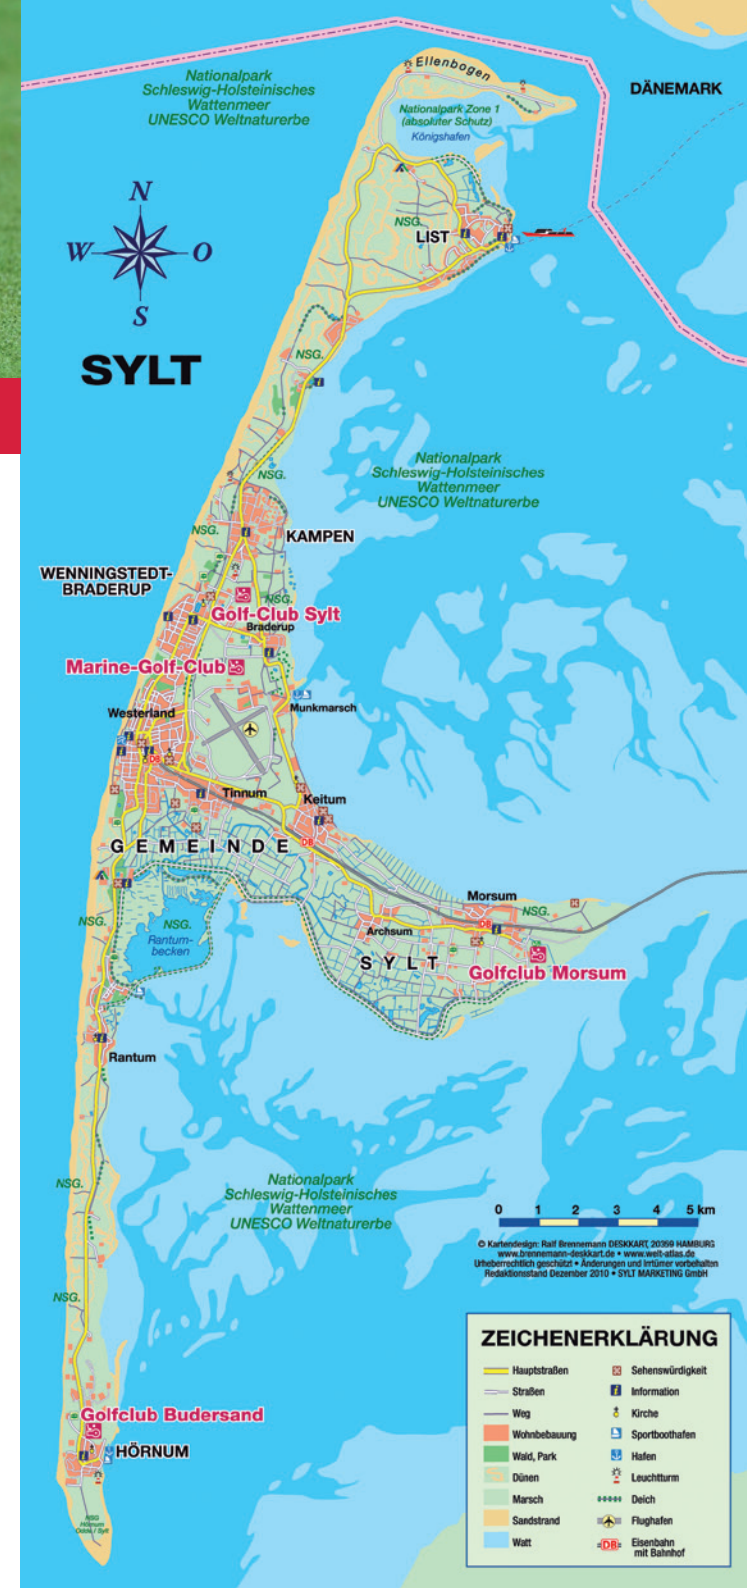 Ellenbogen
Nationalpark
Schleswig-Holsteinisches
Wattenmeer
UNESCO Weltnaturerbe
DÄNEMARK
Nationalpark Zone 1
(absoluter Schutz)
Königshafen
N
W
O
S
NSG.
LIST
SYLT
NSG.
Nationalpark
Schleswig-Holsteinisches
Wattenmeer
UNESCO Weltnaturerbe
NSG.
NSG.
KAMPEN
WENNINGSTEDT-
BRADERUP
NSG.
Golf-Club Sylt
Braderup
Marine-Golf-Club
Munkmarsch
Westerland
DB
Tinnum
Keitum
DB
GEMEINDE
Morsum
NSG.
NSG.
NSG.
Rantum-
becken
DB
Archsum
SYLT
Golfclub Morsum
Rantum
NSG.
Nationalpark
Schleswig-Holsteinisches
Wattenmeer
UNESCO Weltnaturerbe
0 1 2 3 4 5 km
© Kartendesign: Ralf Brennemann DESKKART, 20359 HAMBURG
www.brennemann-deskkart.de • www.welt-atlas.de
Urheberrechtlich geschützt • Änderungen und Irrtümer vorbehalten
Redaktionsstand Dezember 2010 • SYLT MARKETING GmbH
NSG.
Golfclub Budersand
HÖRNUM
NSG
Hörnum
Odde / Sylt
ZEICHENERKLÄRUNG
Hauptstraßen
Straßen
Weg
Wohnbebauung
Wald, Park
Dünen
Marsch
Sandstrand
Watt
Sehenswürdigkeit
Information
Kirche
Sportboothafen
Hafen
Leuchtturm
Deich
Flughafen
DB Eisenbahn
mit Bahnhof